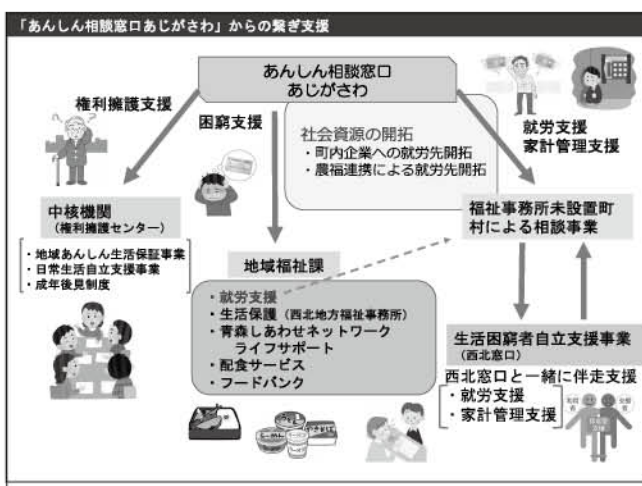 「あんしん相談窓口あじがさわ」からの繋ぎ支援
あんしん相談窓口
あじがさわ
権利擁護支援
困窮支援
社会資源の開拓
・町内企業への就労先開拓
・農福連携による就労先開拓
就労支援
家計管理支援
中核機関
(権利擁護センター)
・地域あんしん生活保証事業
・日常生活自立支援事業
・成年後見制度
地域福祉課
・就労支援
・生活保護(西北地方福祉事務所)
・青森しあわせネットワーク
ライフサポート
・配食サービス
・フードバンク
福祉事務所未設置町
村による相談事業
生活困窮者自立支援事業
(西北窓口)
西北窓口と一緒に伴走支援
・就労支援
・家計管理支援